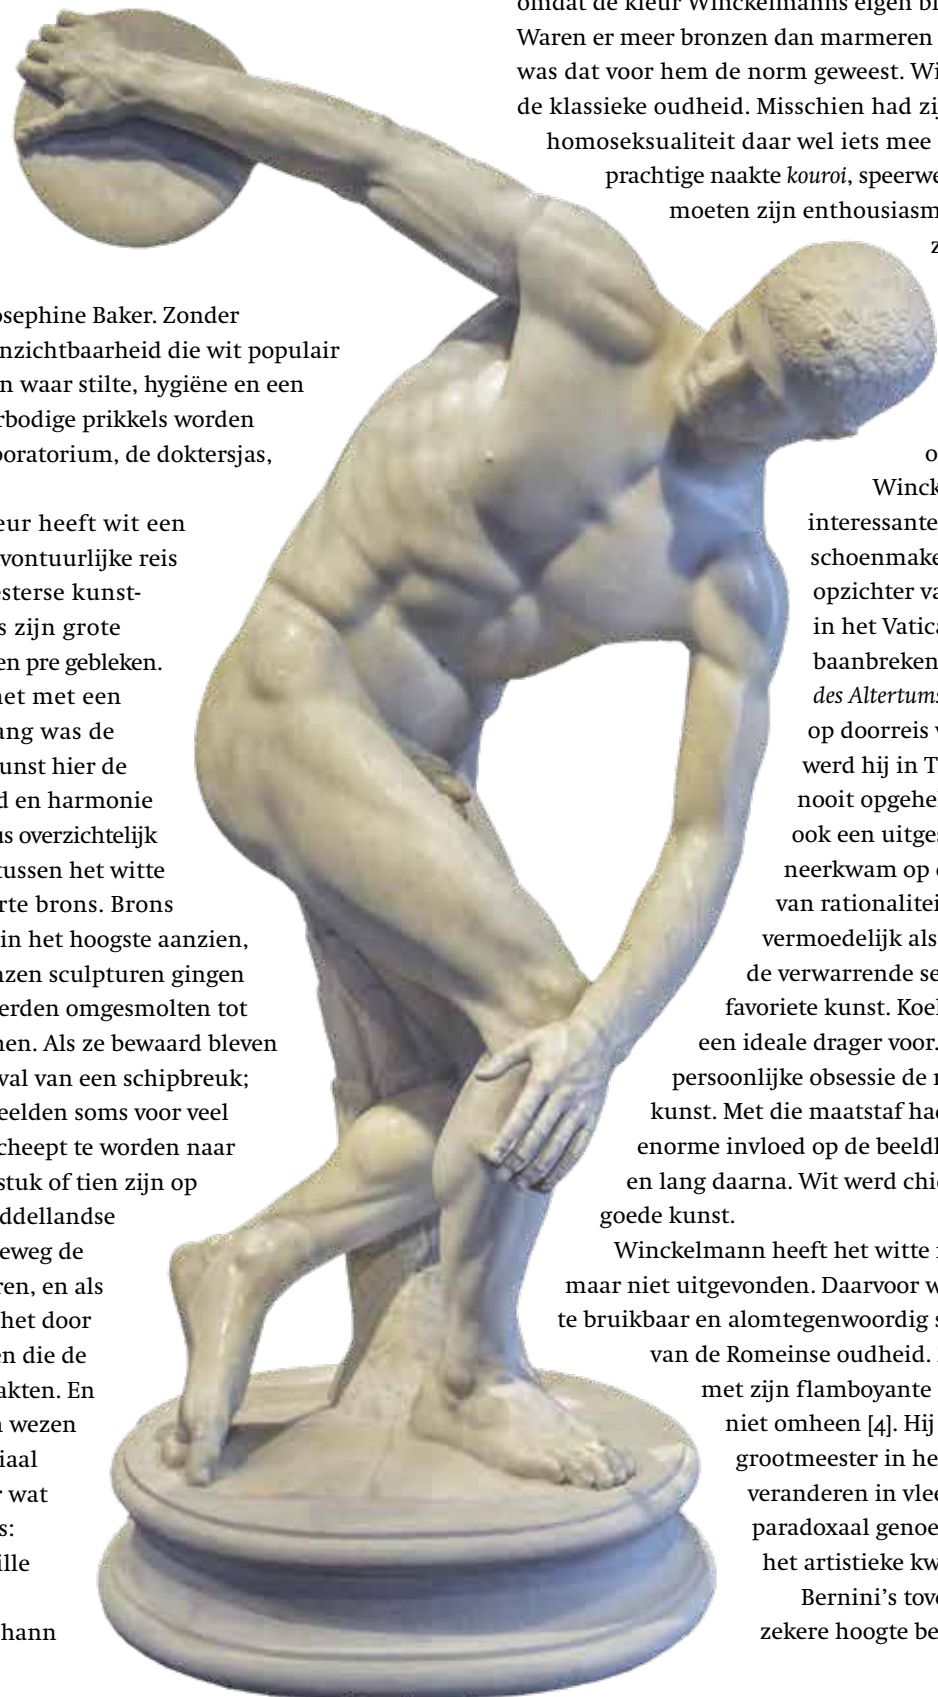 osephine Baker. Zonder
nzichtbaarheid die wit populair
n waar stilte, hygiëne en een
rbodige prikkels worden
boratorium, de doktersjas,
eur heeft wit een
vontuurlijke reis
esterse kunst-
s zijn grote
en pre gebleken.
net met een
ang was de
unst hier de
d en harmonie
us overzichtelijk
tussen het witte
rte brons. Brons
in het hoogste aanzien,
nzen sculpturen gingen
erden omgesmolten tot
nen. Als ze bewaard bleven
val van een schipbreuk;
eelden soms voor veel
cheept te worden naar
stuk of tien zijn op
ddellandse
eweg de
ren, en als
het door
en die de
akten. En
n wezen
iaal
r wat
s:
ille
hann
omdat de kleur Winckelmanns eigen
Waren er meer bronzen dan marmeren
was dat voor hem de norm geweest. Wi
de klassieke oudheid. Misschien had zij
homoseksualiteit daar wel iets mee
prachtige naakte kouroi, speerwe
moeten zijn enthousiasm
z
o
Winck
interessante
schoenmake
opzichter va
in het Vatica
baanbreken
des Altertums
op doorreis v
werd hij in T
nooit opgehe
ook een uitges
neerkwam op
van rationalitei
vermoedelijk als
de verwarrende se
favoriete kunst. Koel
een ideale drager voor.
persoonlijke obsessie de
kunst. Met die maatstaf had
enorme invloed op de beeldh
en lang daarna. Wit werd chi
goede kunst.
Winckelmann heeft het witte
maar niet uitgevonden. Daarvoor w
te bruikbaar en alomtegenwoordig s
van de Romeinse oudheid.
met zijn flamboyante
niet omheen [4]. Hij
grootmeester in he
veranderen in vlee
paradoxaal genoe
het artistieke kw
Bernini's tove
zekere hoogte be